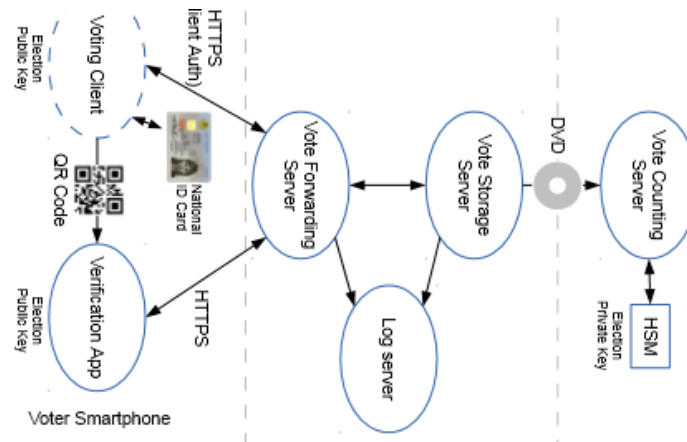 Voting Client
Election
Public Key
HTTPS
lient Auth)
National
ID Card
QR Code
Verification App
Election
Public Key
HTTPS
Voter Smartphone
Vote Forwarding
Server
Vote Storage
Server
Log server
DVD
Vote Counting
Server
HSM
Election
Private Key